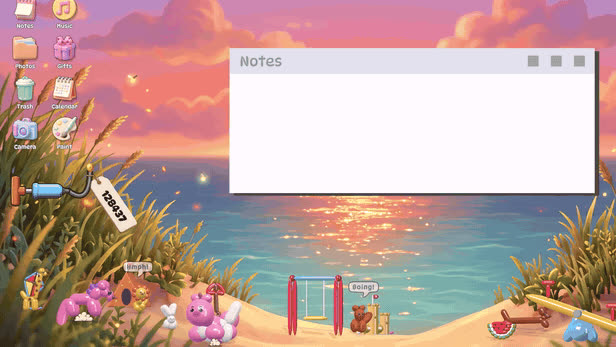 Notes
Music
Photos
Gifts
Trash
Calendar
Camera
Paint
Notes
128437
Umph!
Boing!